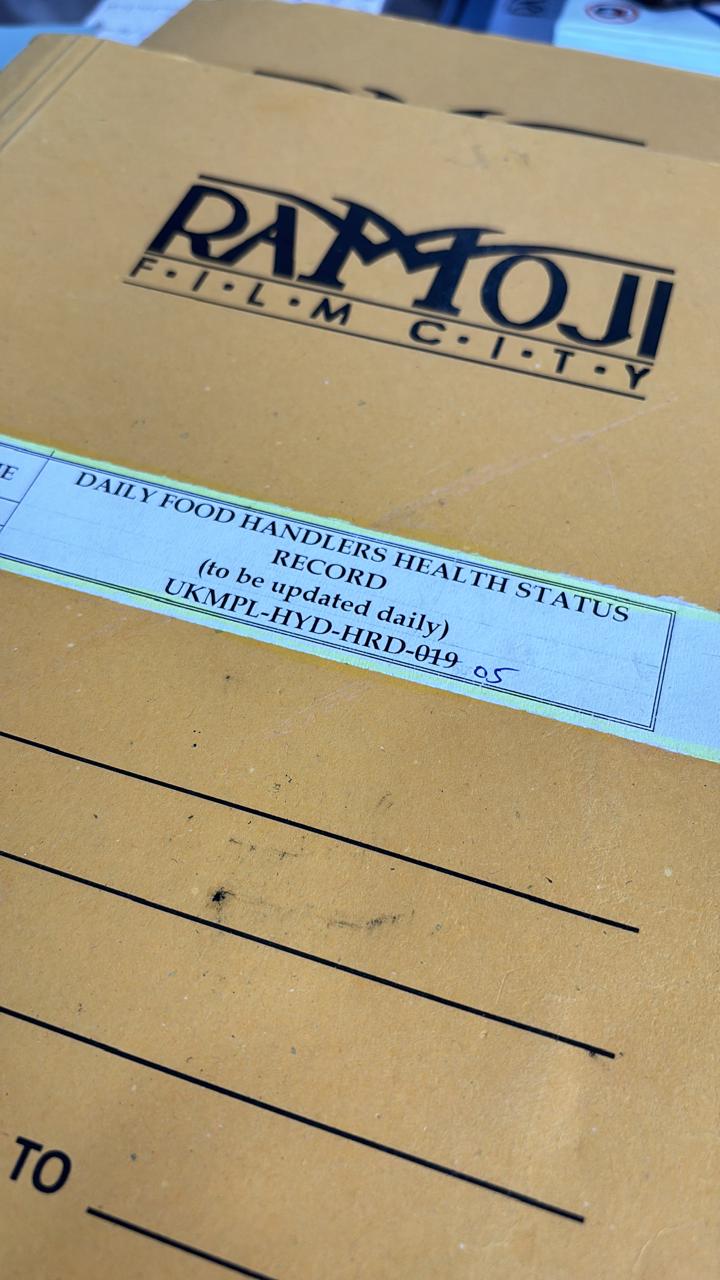 RAMOJI
F·I·L·M C·I·T·Y
DAILY FOOD HANDLERS HEALTH STATUS
RECORD
(to be updated daily)
UKMPL-HYD-HRD-019 05
TO